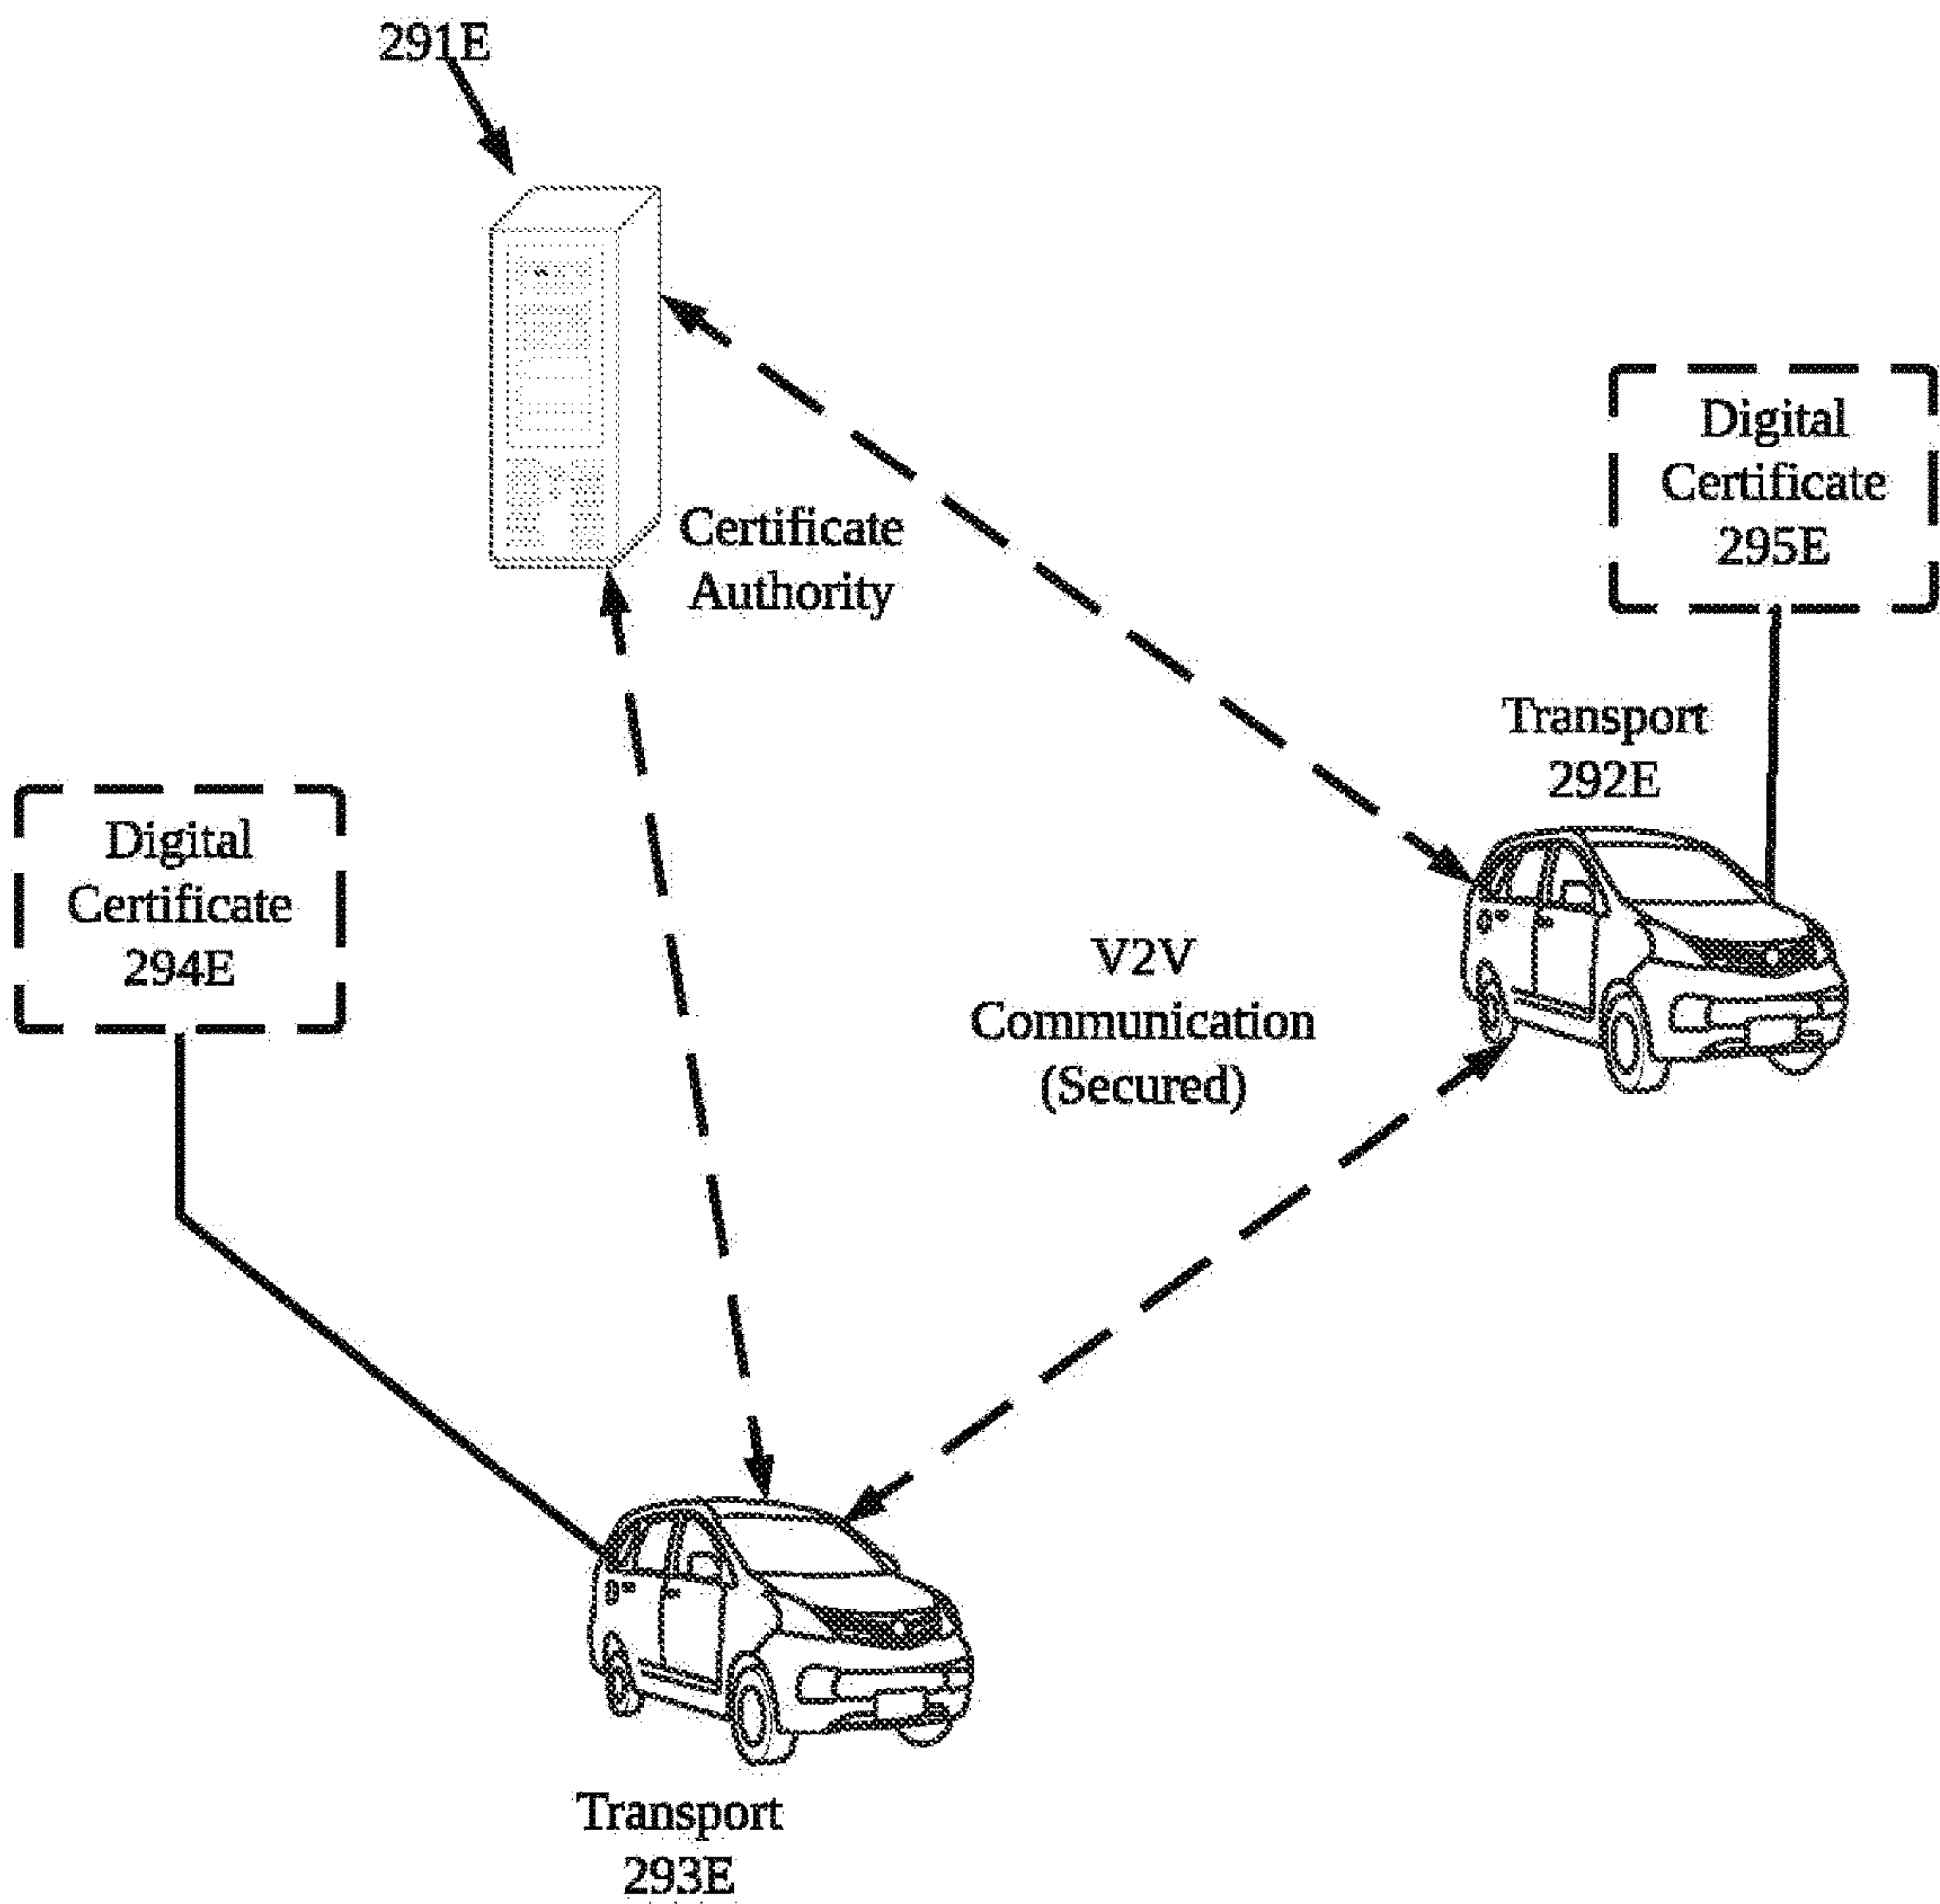 291E
Certificate
Authority
Digital
Certificate
295E
Transport
292E
Digital
Certificate
294E
V2V
Communication
(Secured)
Transport
293E